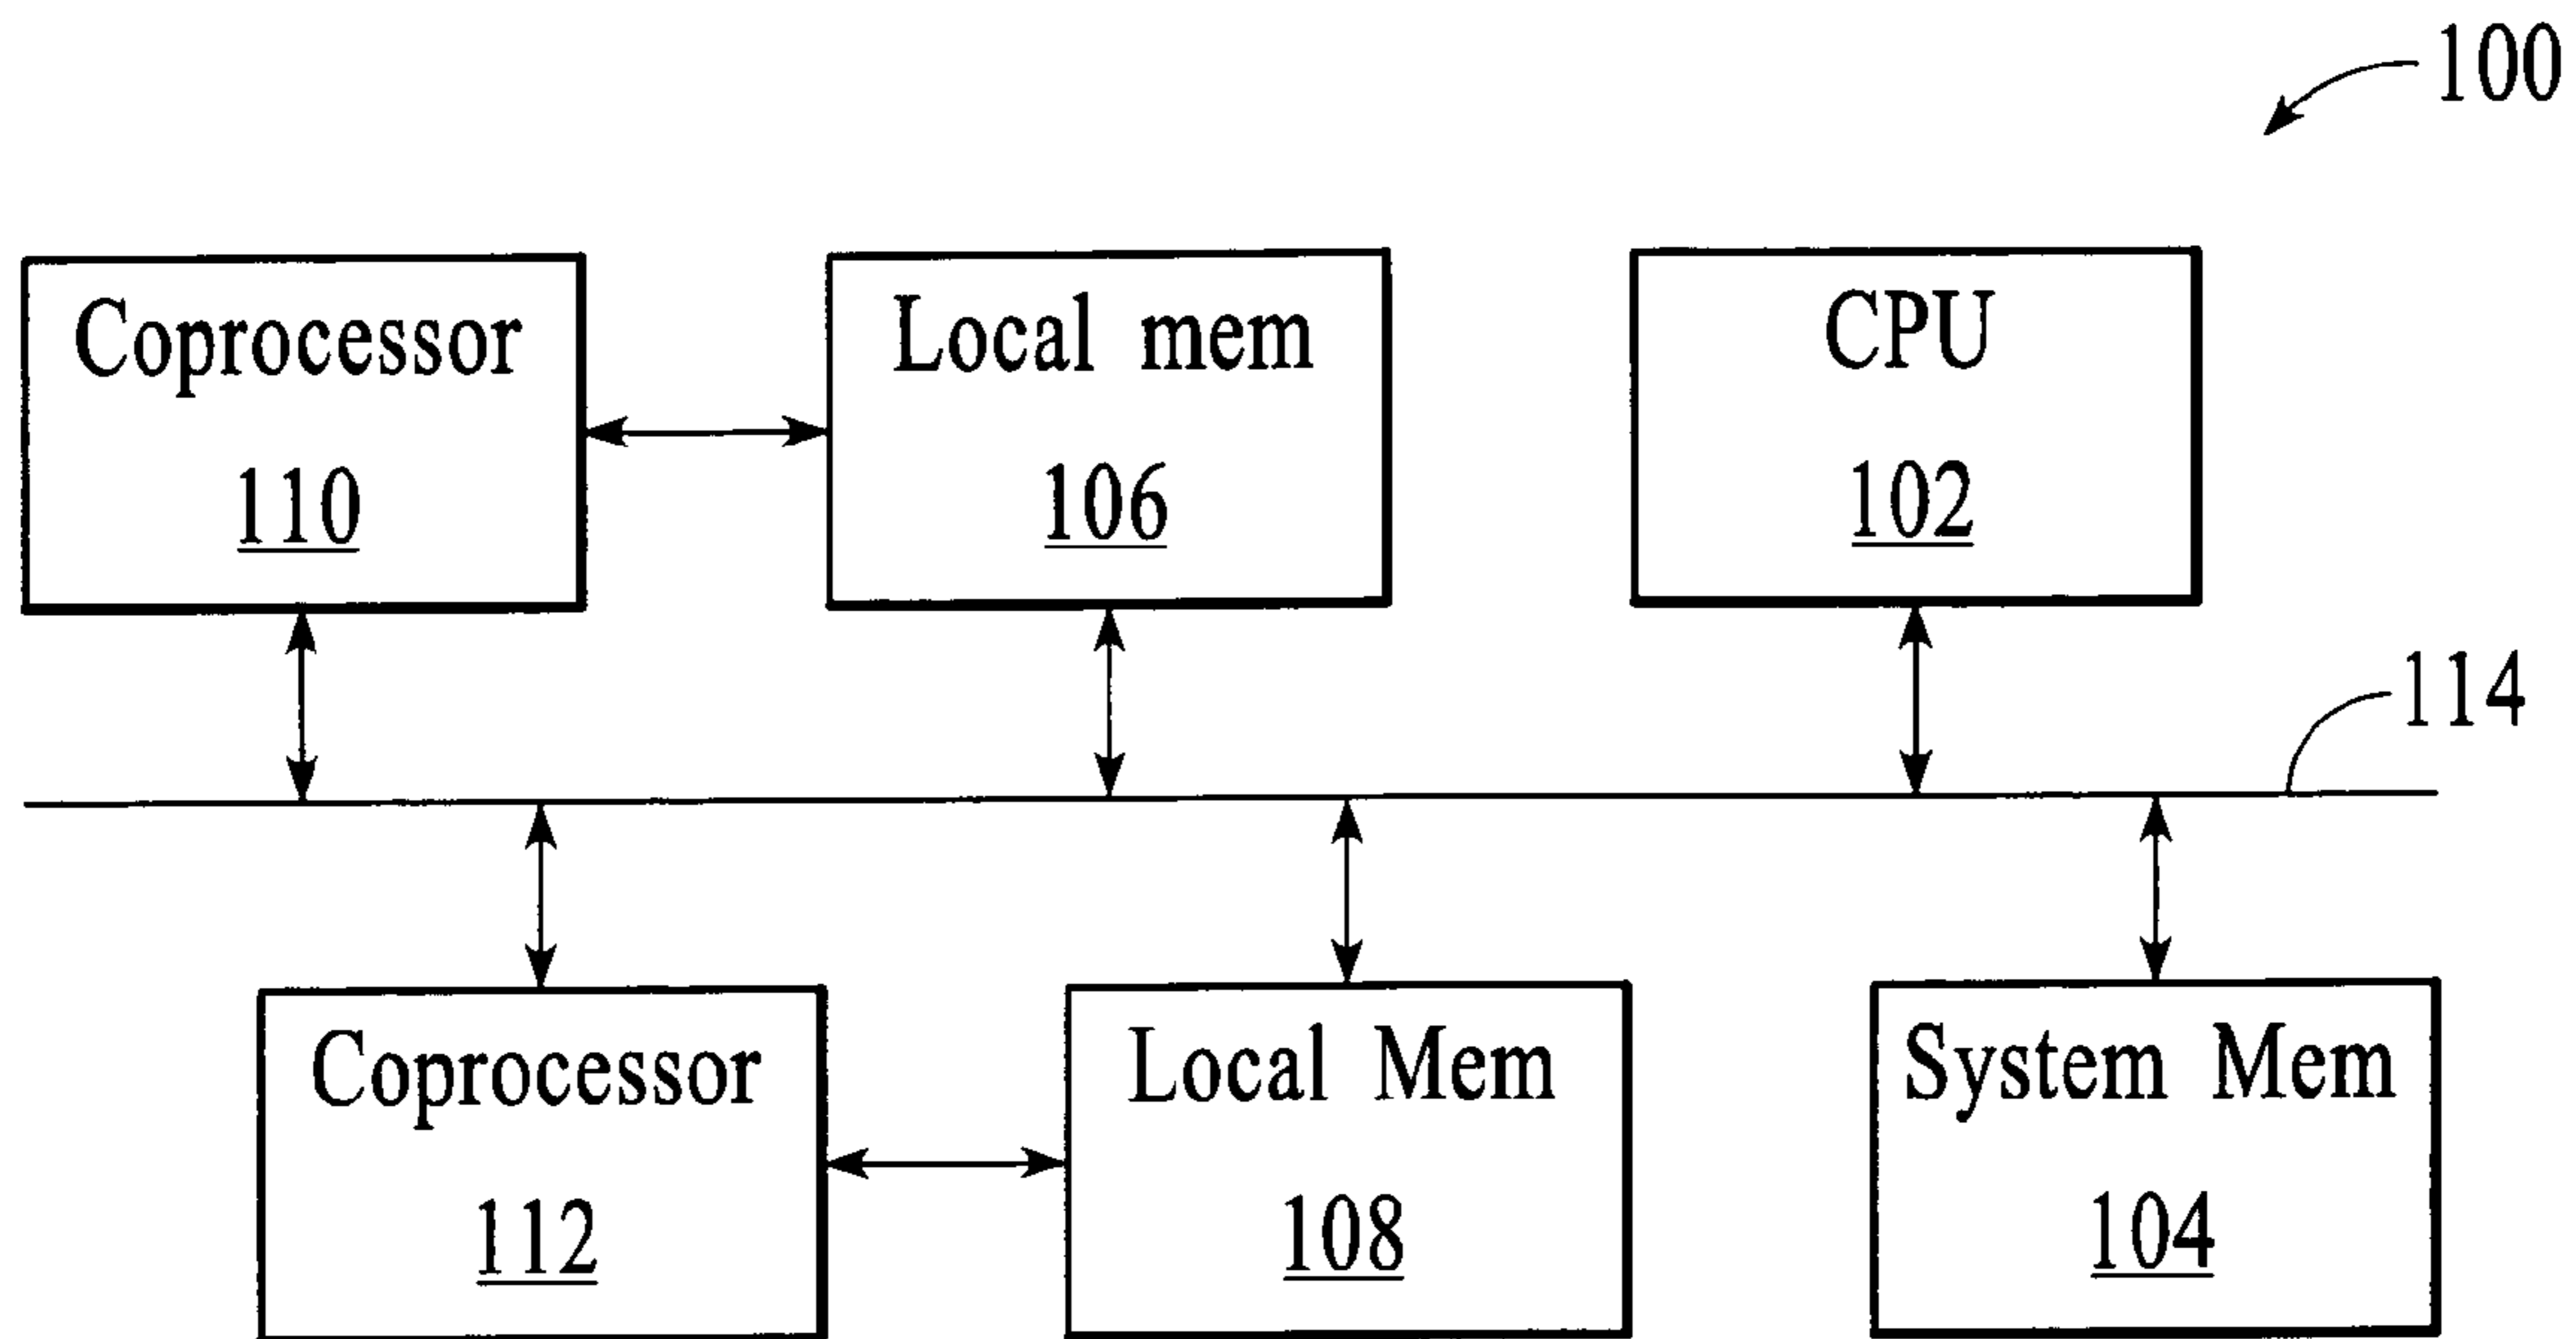 100
Coprocessor
110
Local mem
106
CPU
102
114
Coprocessor
112
Local Mem
108
System Mem
104